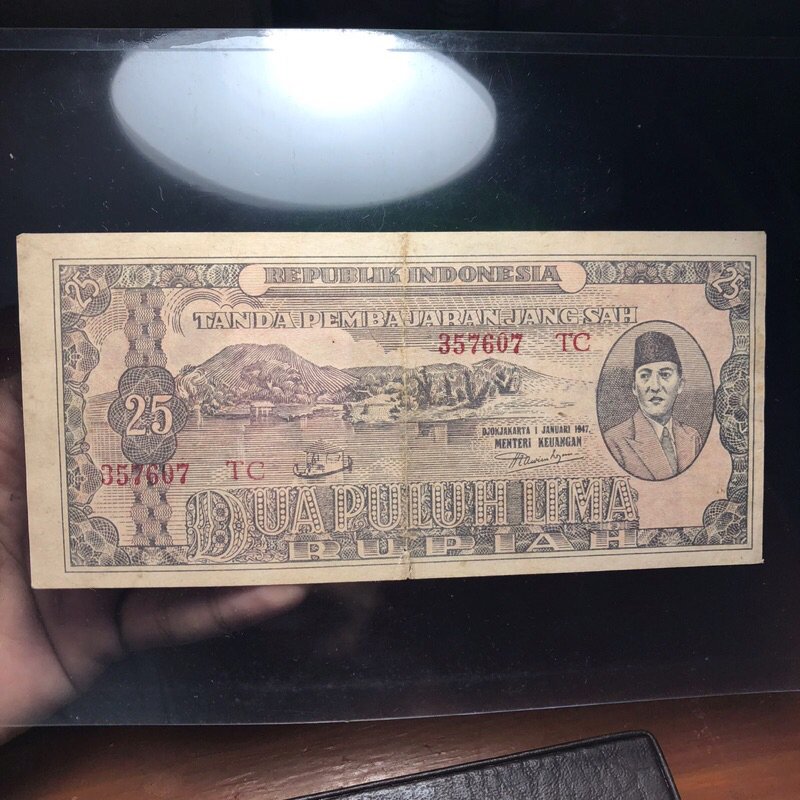 25
25
REPUBLIK INDONESIA
TANDA PEMBAJARAN JANG SAH
357607 TC
25
DJOKJAKARTA 1 JANUARI 1947.
MENTERI KEUANGAN
357607 TC
DUA PULUH LIMA
RUPIAH